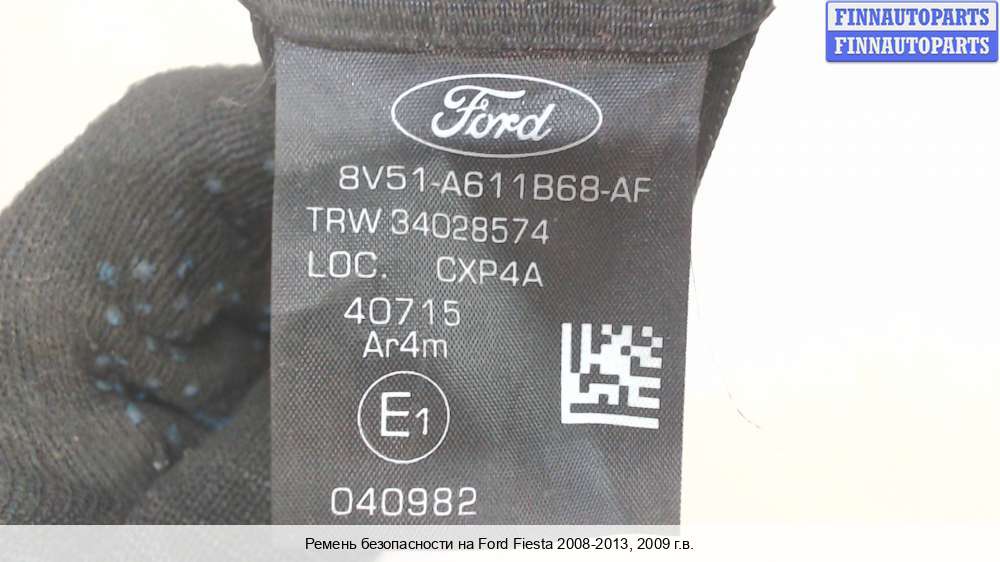 FINNAUTOPARTS
FINNAUTOPARTS
Ford
8V51-A611B68-AF
TRW 34028574
LOC. CXP4A
40715
Ar4m
E1
040982
Ремень безопасности на Ford Fiesta 2008-2013, 2009 г.в.